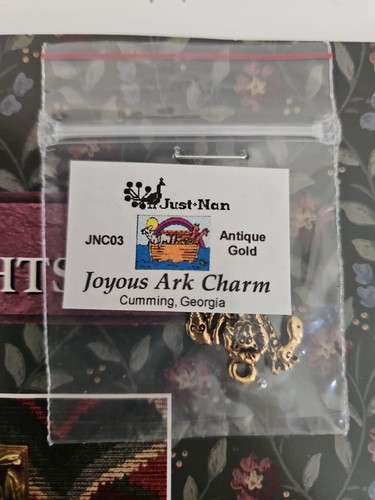 Just•Nan
JNC03
Antique
Gold
Joyous Ark Charm
Cumming, Georgia
HTS